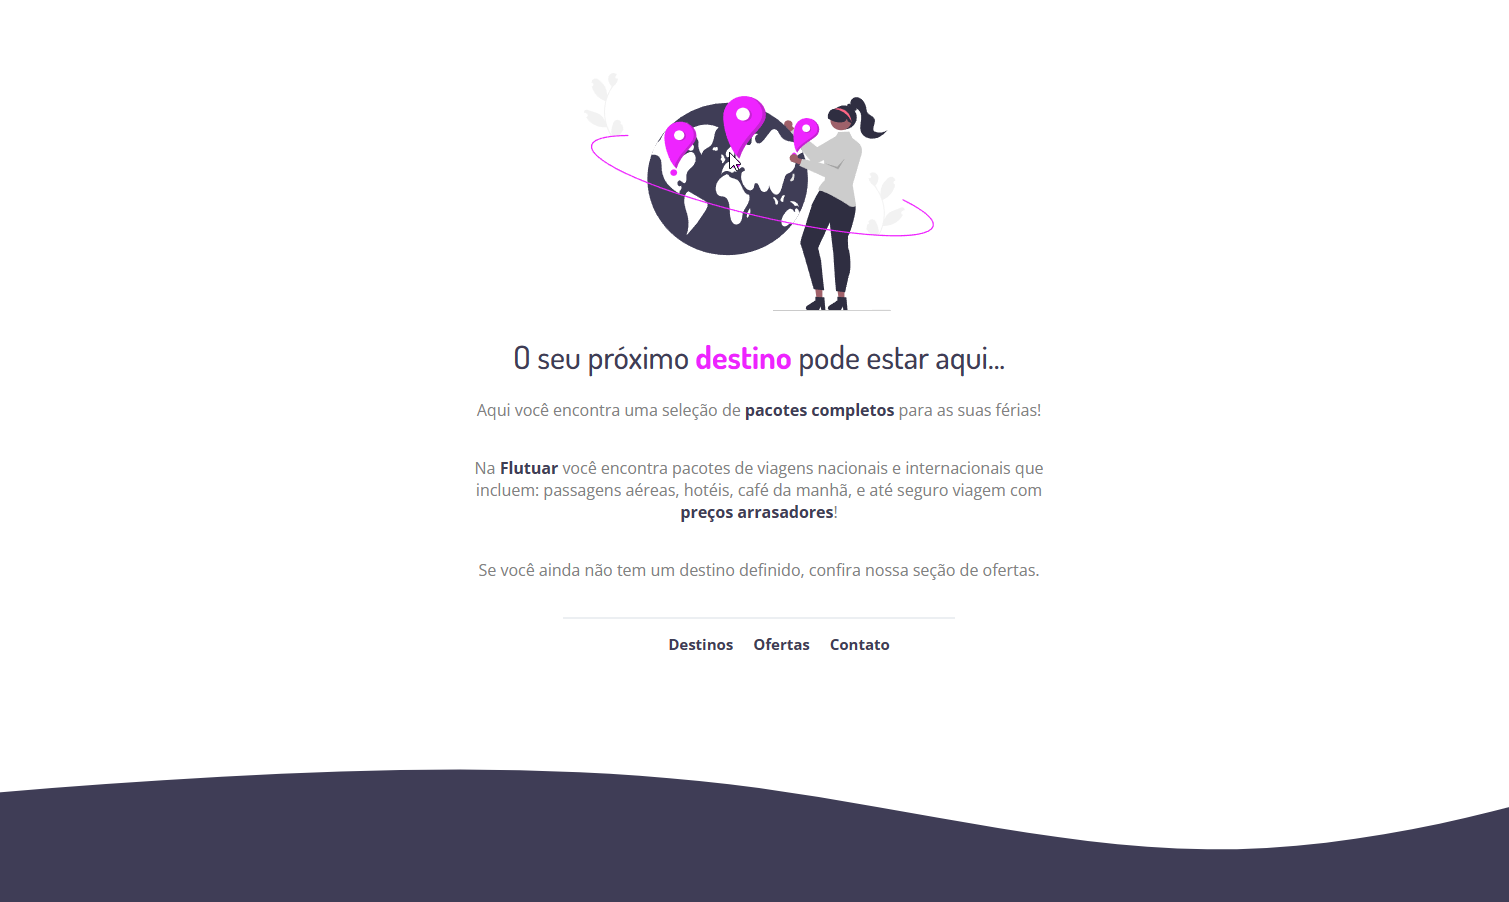 O seu próximo destino pode estar aqui...
Aqui você encontra uma seleção de pacotes completos para as suas férias!
Na Flutuar você encontra pacotes de viagens nacionais e internacionais que
incluem: passagens aéreas, hotéis, café da manhã, e até seguro viagem com
preços arrasadores!
Se você ainda não tem um destino definido, confira nossa seção de ofertas.
Destinos Ofertas Contato